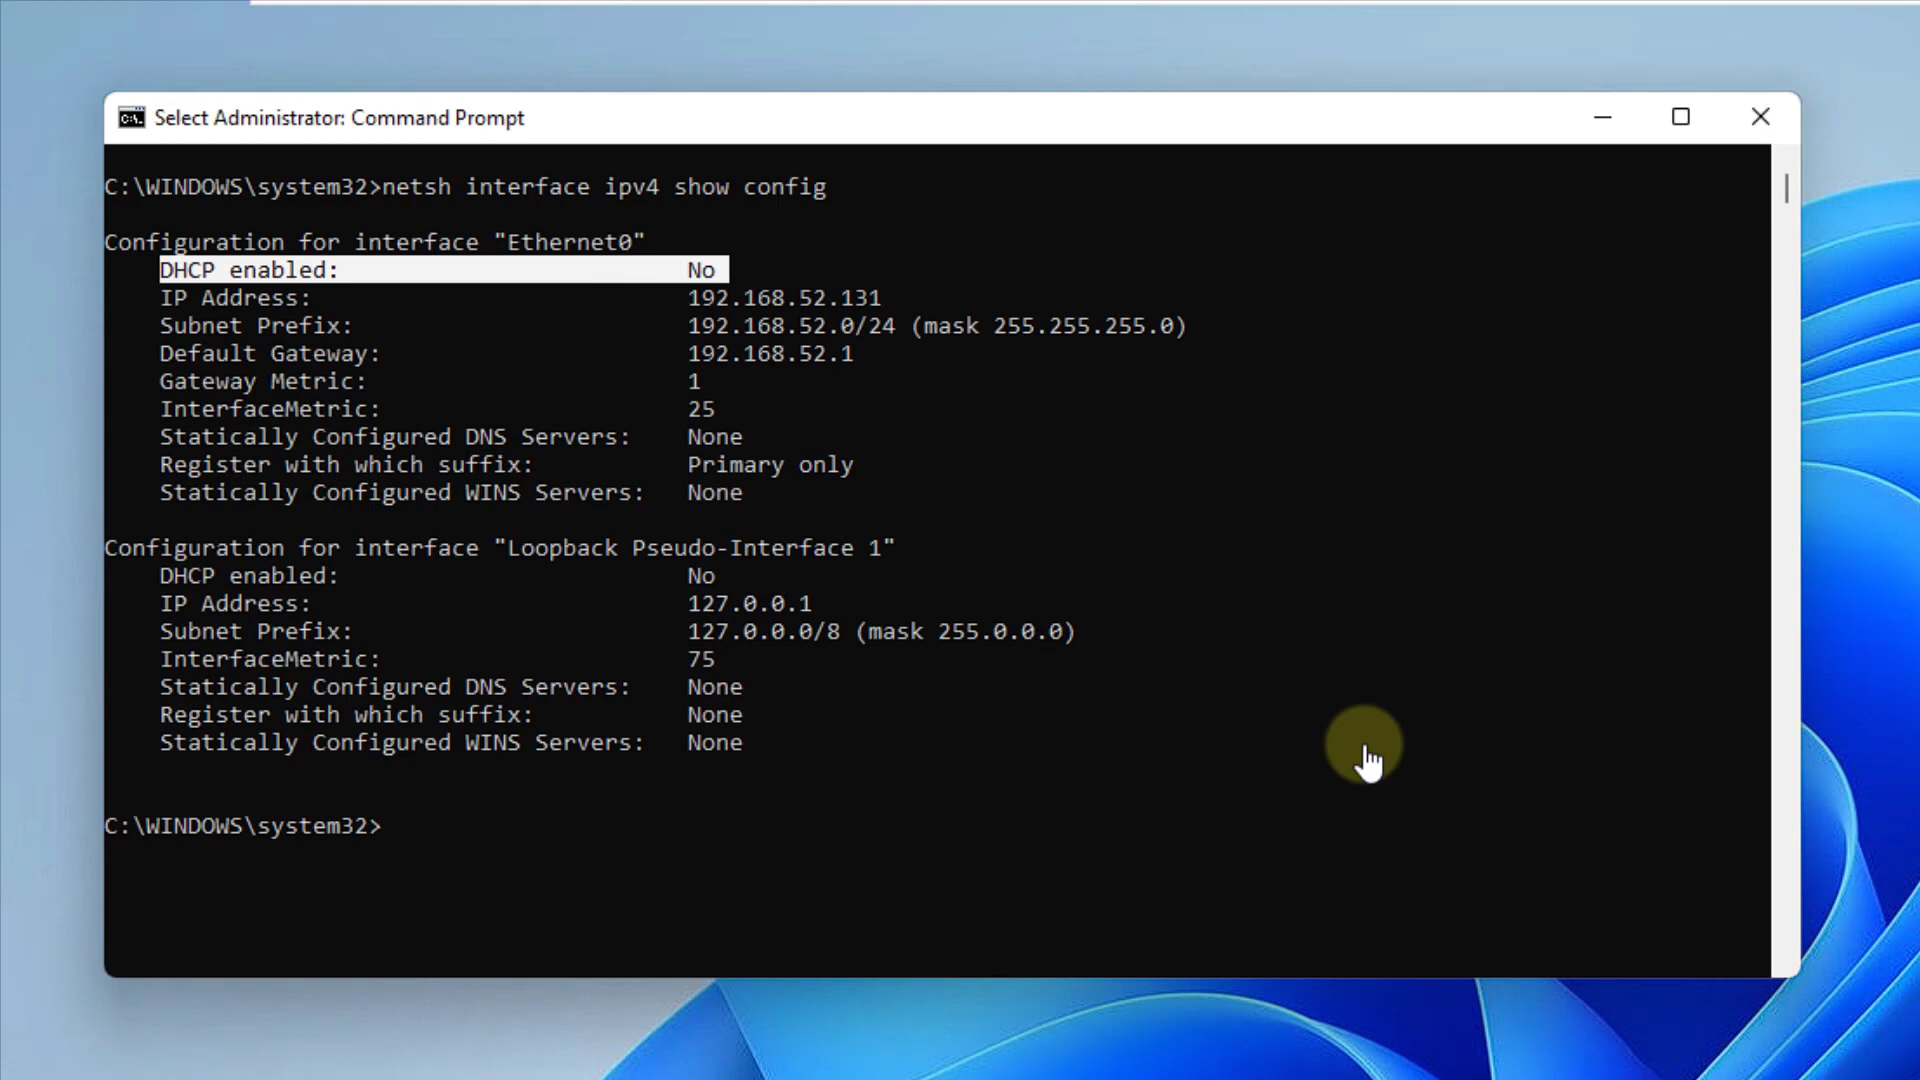 Select Administrator: Command Prompt
C:\WINDOWS\system32>netsh interface ipv4 show config
Configuration for interface "Ethernet0"
DHCP enabled: No
IP Address: 192.168.52.131
Subnet Prefix: 192.168.52.0/24 (mask 255.255.255.0)
Default Gateway: 192.168.52.1
Gateway Metric: 1
InterfaceMetric: 25
Statically Configured DNS Servers: None
Register with which suffix: Primary only
Statically Configured WINS Servers: None
Configuration for interface "Loopback Pseudo-Interface 1"
DHCP enabled: No
IP Address: 127.0.0.1
Subnet Prefix: 127.0.0.0/8 (mask 255.0.0.0)
InterfaceMetric: 75
Statically Configured DNS Servers: None
Register with which suffix: None
Statically Configured WINS Servers: None
C:\WINDOWS\system32>